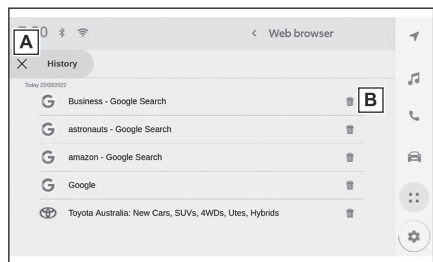 A
< Web browser
History
Today 22/03/2022
Business - Google Search
B
astronauts - Google Search
amazon - Google Search
Google
Toyota Australia: New Cars, SUVs, 4WDs, Utes, Hybrids